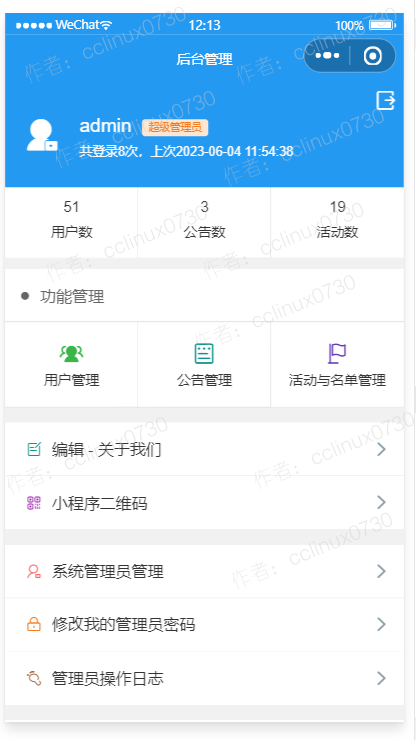 WeChat 12:13 100%
后台管理
admin 超级管理员
共登录8次，上次2023-06-04 11:54:38
51 3 19
用户数 公告数 活动数
功能管理
用户管理 公告管理 活动与名单管理
编辑 - 关于我们
小程序二维码
系统管理员管理
修改我的管理员密码
管理员操作日志
作者：cclinux0730
作者：cclinux0730
作者：cclinux0730
作者：cclinux0730
作者：cclinux0730
作者：cclinux0730
作者：cclinux0730
作者：cclinux0730
作者：cclinux0730
作者：cclinux0730